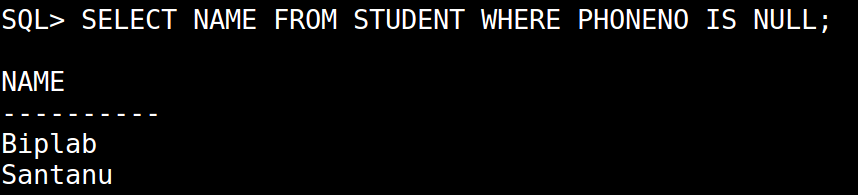 SQL> SELECT NAME FROM STUDENT WHERE PHONENO IS NULL;
NAME
----------
Biplab
Santanu